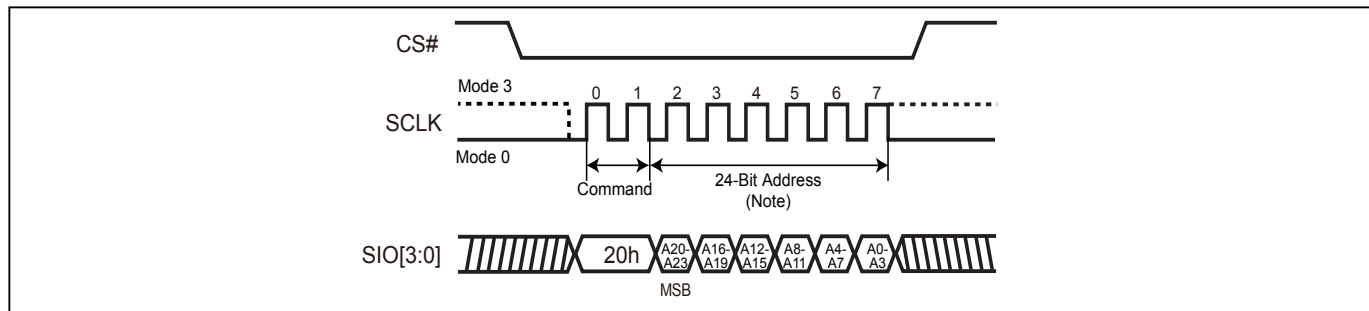 CS#
Mode 3
0 1 2 3 4 5 6 7
SCLK
Mode 0
Command
24-Bit Address
(Note)
SIO[3:0]
20h
A20-
A23
A16-
A19
A12-
A15
A8-
A11
A4-
A7
A0-
A3
MSB